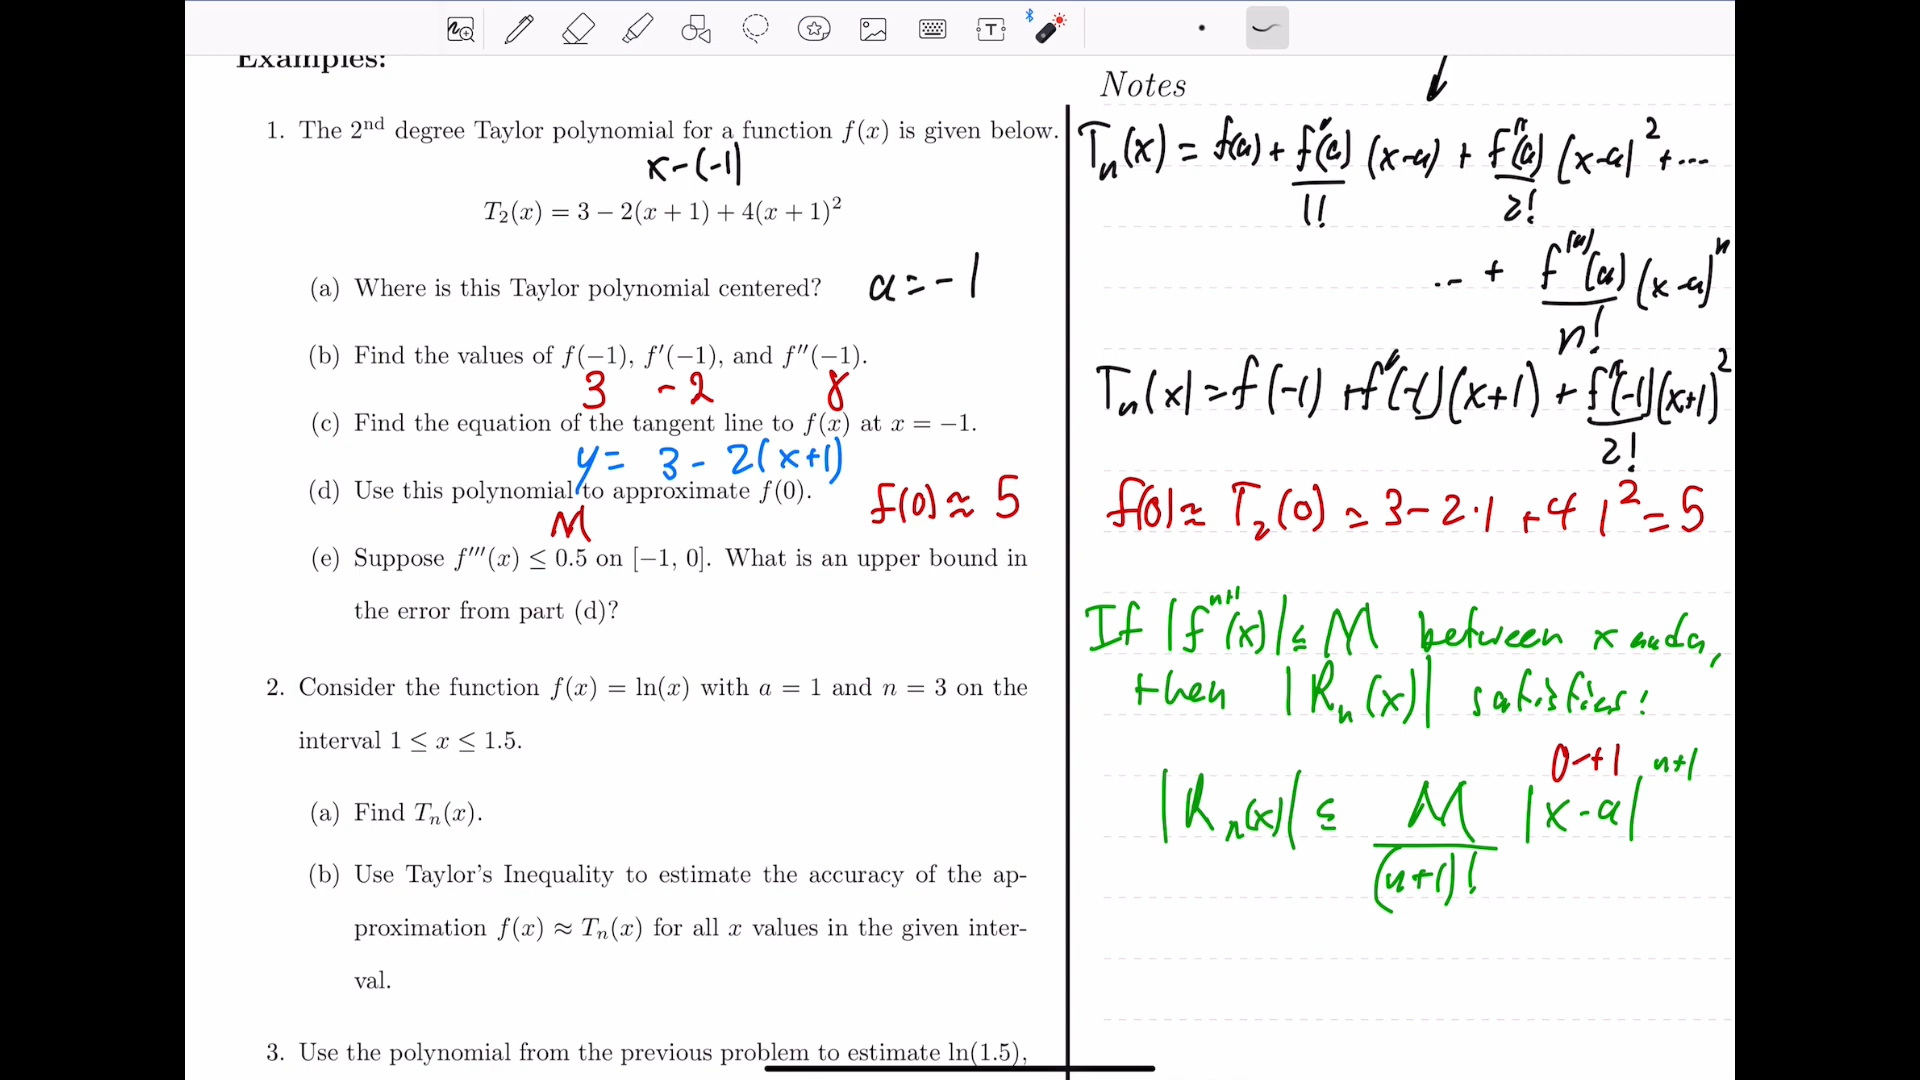 Examples:
1. The 2nd degree Taylor polynomial for a function f(x) is given below.
x-(-1)
T₂(x) = 3 − 2(x + 1) + 4(x + 1)²
(a) Where is this Taylor polynomial centered? a = -1
(b) Find the values of f(−1), f′(−1), and f″(−1).
3 -2 8
(c) Find the equation of the tangent line to f(x) at x = −1.
y = 3 - 2(x+1)
(d) Use this polynomial to approximate f(0). f(0) ≈ 5
M
(e) Suppose f‴(x) ≤ 0.5 on [−1, 0]. What is an upper bound in
the error from part (d)?
2. Consider the function f(x) = ln(x) with a = 1 and n = 3 on the
interval 1 ≤ x ≤ 1.5.
(a) Find Tₙ(x).
(b) Use Taylor's Inequality to estimate the accuracy of the ap-
proximation f(x) ≈ Tₙ(x) for all x values in the given inter-
val.
3. Use the polynomial from the previous problem to estimate ln(1.5),
Notes
Tₙ(x) = f(a) + f'(a)/1! (x-a) + f"(a)/2! (x-a)² + ...
... + f⁽ⁿ⁾(a)/n! (x-a)ⁿ
Tₙ(x) = f(-1) + f'(-1)(x+1) + f"(-1)/2! (x+1)²
f(0) ≈ T₂(0) = 3 - 2·1 + 4 1² = 5
If |fⁿ⁺¹(x)| ≤ M between x and a,
then |Rₙ(x)| satisfies:
0-+1
|Rₙ(x)| ≤ M/(n+1)! |x-a|ⁿ⁺¹